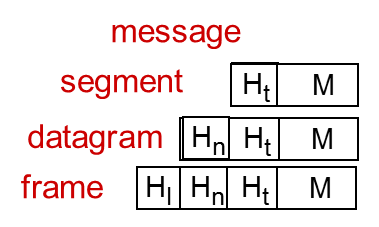 message
segment Ht M
datagram Hn Ht M
frame Hl Hn Ht M